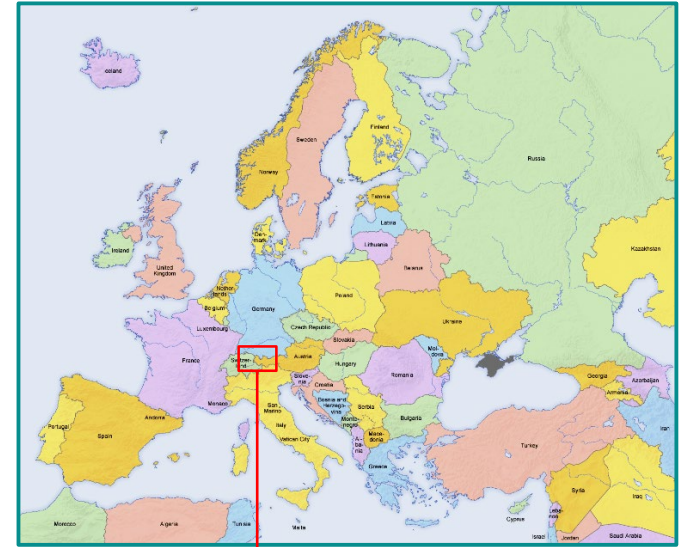 Iceland
Finland
Sweden
Norway
Russia
Estonia
Latvia
Lithuania
Den-
mark
Ireland
United
Kingdom
Belarus
Kazakhstan
Nether-
lands
Belgium
Germany
Poland
Ukraine
Luxembourg
Czech Republic
Slovakia
Mol-
dova
France
Switzer-
land
Austria
Hungary
Romania
Slove-
nia
Croatia
Georgia
Azerbaijan
Armenia
Monaco
San
Marino
Bosnia and
Herzego-
vina
Serbia
Monte-
negro
Bulgaria
Andorra
Portugal
Spain
Italy
Vatican City
Mace-
donia
Al-
ba-
nia
Greece
Turkey
Iran
Syria
Iraq
Leba-
non
Cyprus
Morocco
Algeria
Tunisia
Malta
Israel
Jordan
Saudi Arabia